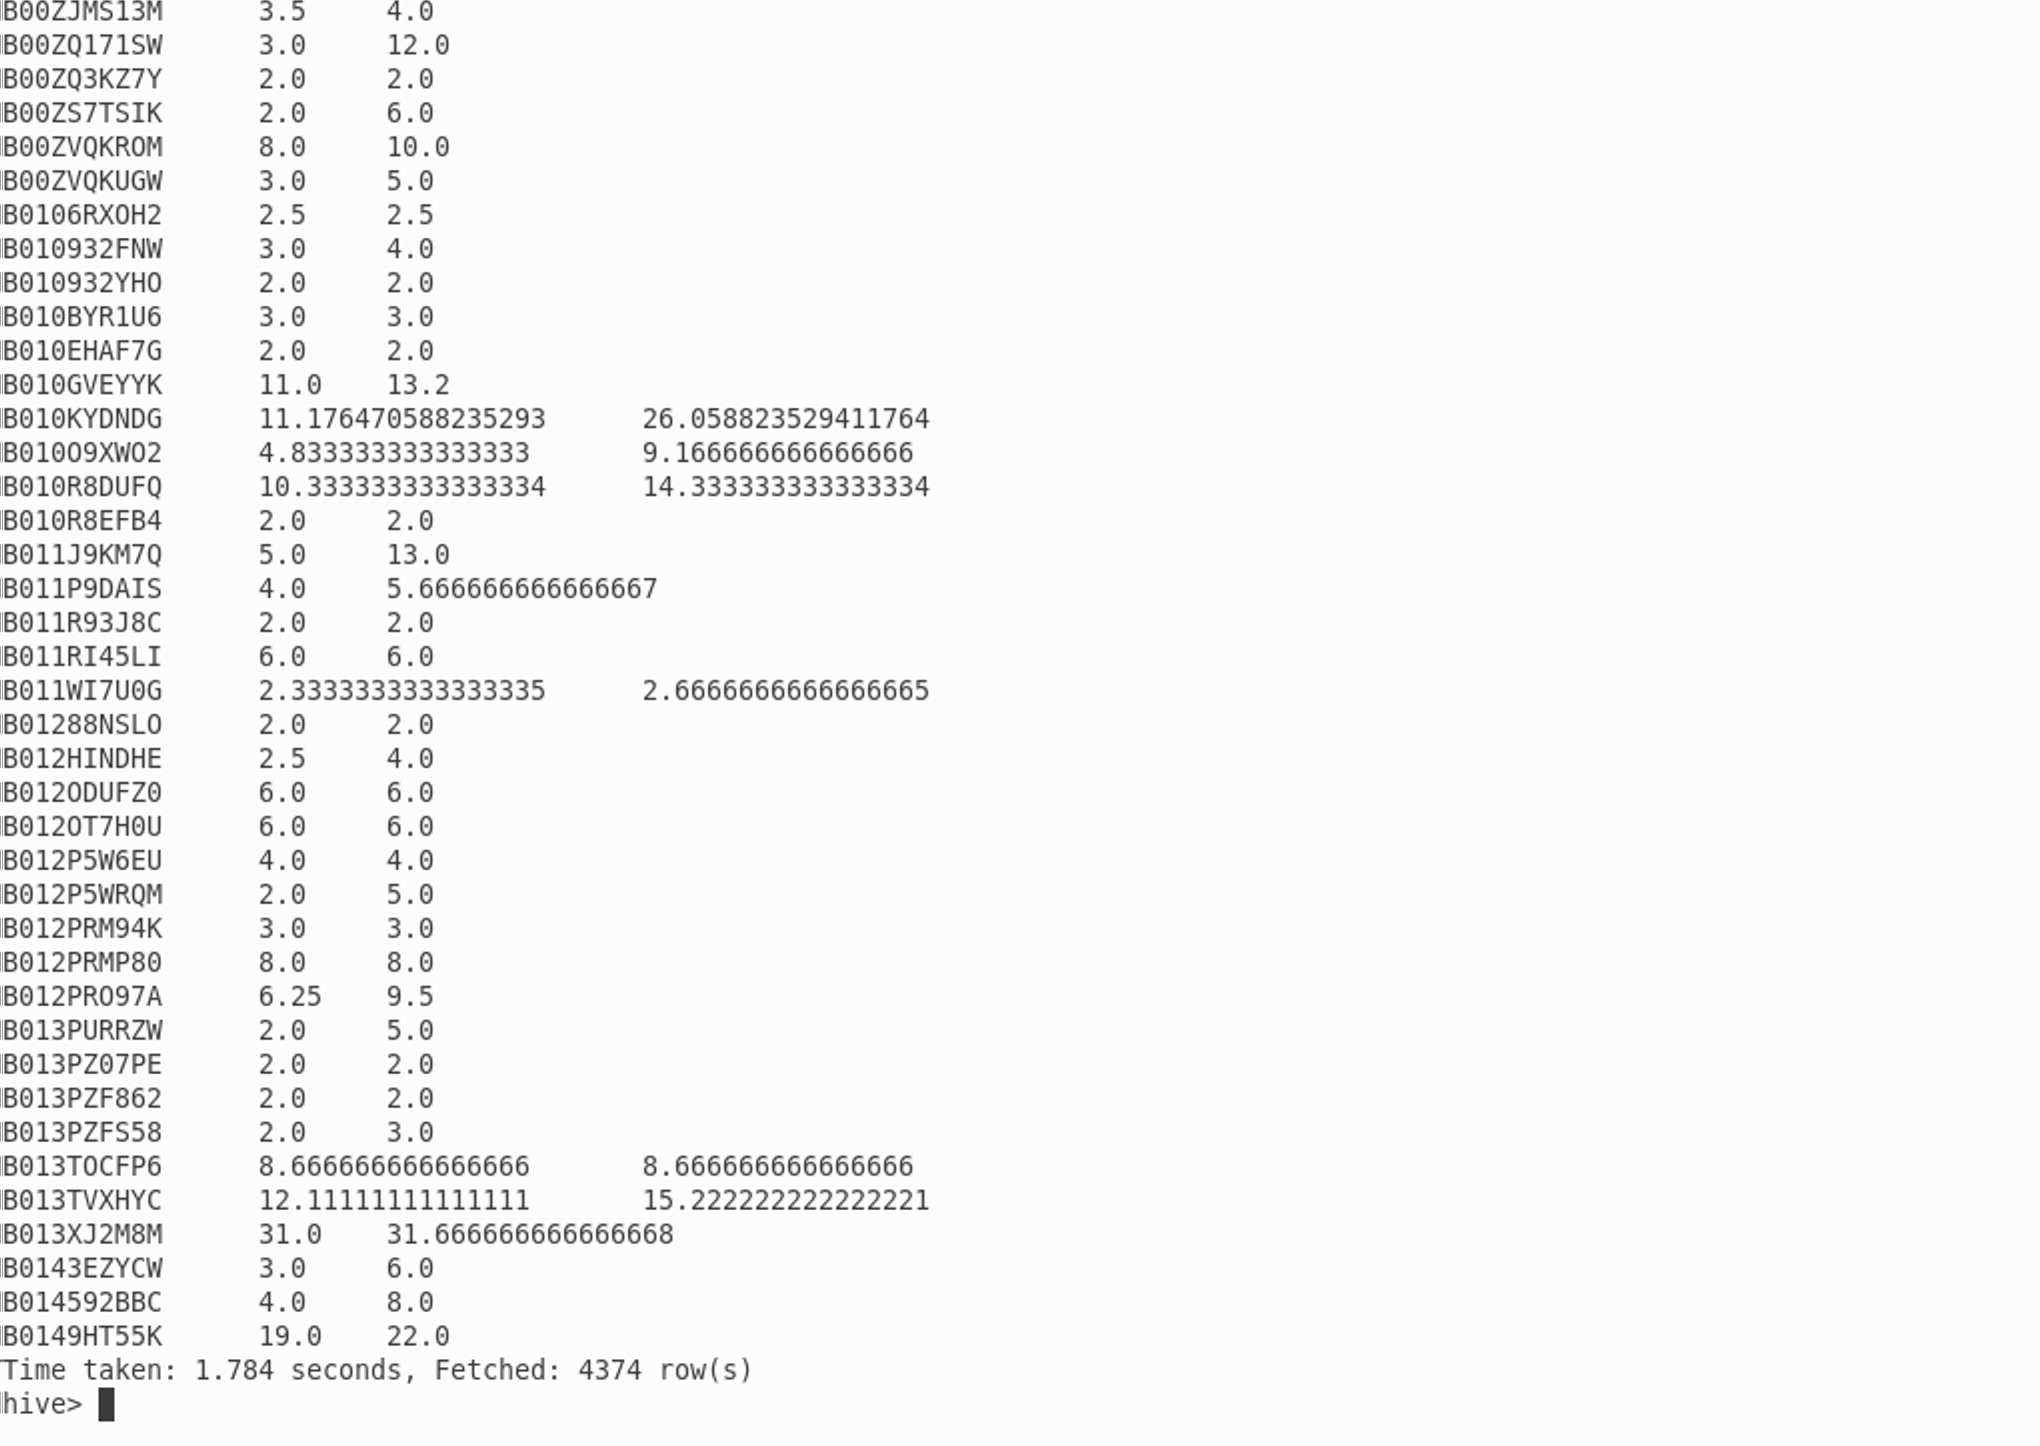 B00ZJMS13M 3.5 4.0
B00ZQ171SW 3.0 12.0
B00ZQ3KZ7Y 2.0 2.0
B00ZS7TSIK 2.0 6.0
B00ZVQKROM 8.0 10.0
B00ZVQKUGW 3.0 5.0
B0106RXOH2 2.5 2.5
B010932FNW 3.0 4.0
B010932YHO 2.0 2.0
B010BYR1U6 3.0 3.0
B010EHAF7G 2.0 2.0
B010GVEYYK 11.0 13.2
B010KYDNDG 11.176470588235293 26.058823529411764
B010O9XWO2 4.833333333333333 9.166666666666666
B010R8DUFQ 10.333333333333334 14.333333333333334
B010R8EFB4 2.0 2.0
B011J9KM7Q 5.0 13.0
B011P9DAIS 4.0 5.666666666666667
B011R93J8C 2.0 2.0
B011RI45LI 6.0 6.0
B011WI7U0G 2.3333333333333335 2.6666666666666665
B01288NSLO 2.0 2.0
B012HINDHE 2.5 4.0
B012ODUFZ0 6.0 6.0
B012OT7H0U 6.0 6.0
B012P5W6EU 4.0 4.0
B012P5WRQM 2.0 5.0
B012PRM94K 3.0 3.0
B012PRMP80 8.0 8.0
B012PRO97A 6.25 9.5
B013PURRZW 2.0 5.0
B013PZ07PE 2.0 2.0
B013PZF862 2.0 2.0
B013PZFS58 2.0 3.0
B013TOCFP6 8.666666666666666 8.666666666666666
B013TVXHYC 12.11111111111111 15.222222222222221
B013XJ2M8M 31.0 31.666666666666668
B0143EZYCW 3.0 6.0
B014592BBC 4.0 8.0
B0149HT55K 19.0 22.0
Time taken: 1.784 seconds, Fetched: 4374 row(s)
hive>